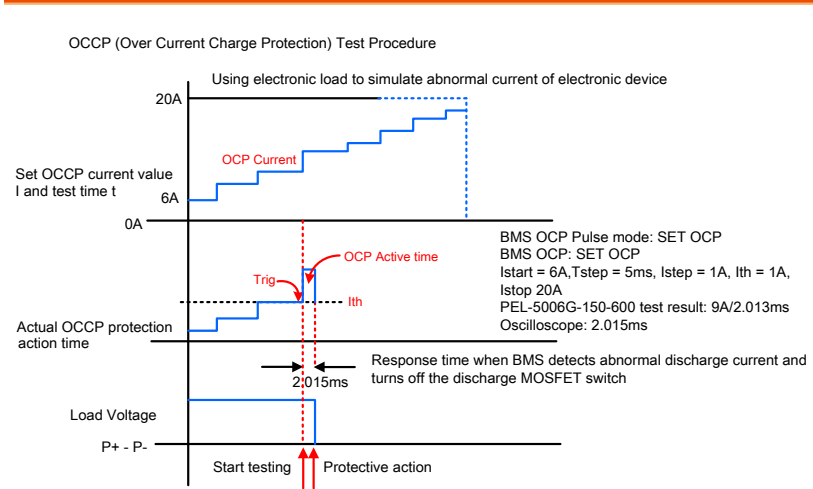 OCCP (Over Current Charge Protection) Test Procedure
Using electronic load to simulate abnormal current of electronic device
20A
OCP Current
Set OCCP current value
I and test time t
6A
0A
BMS OCP Pulse mode: SET OCP
BMS OCP: SET OCP
Istart = 6A,Tstep = 5ms, Istep = 1A, Ith = 1A,
Istop 20A
PEL-5006G-150-600 test result: 9A/2.013ms
Oscilloscope: 2.015ms
OCP Active time
Trig
Ith
Actual OCCP protection
action time
2.015ms
Response time when BMS detects abnormal discharge current and
turns off the discharge MOSFET switch
Load Voltage
P+ - P-
Start testing
Protective action